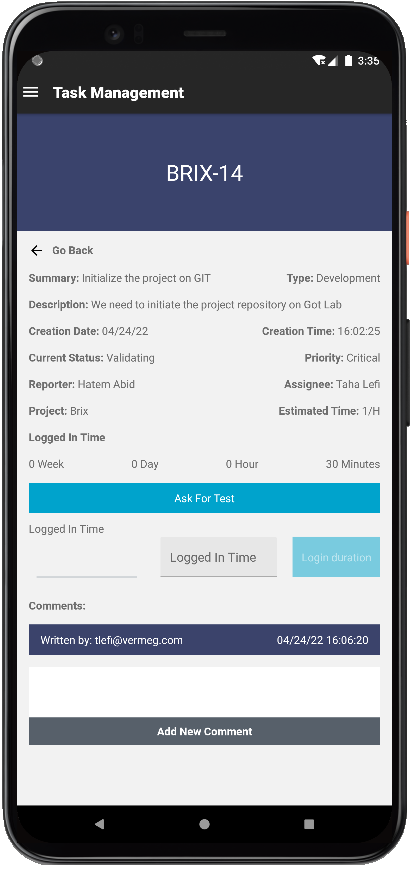 3:35
Task Management
BRIX-14
Go Back
Summary: Initialize the project on GIT Type: Development
Description: We need to initiate the project repository on Got Lab
Creation Date: 04/24/22 Creation Time: 16:02:25
Current Status: Validating Priority: Critical
Reporter: Hatem Abid Assignee: Taha Lefi
Project: Brix Estimated Time: 1/H
Logged In Time
0 Week 0 Day 0 Hour 30 Minutes
Ask For Test
Logged In Time
Logged In Time Login duration
Comments:
Written by: tlefi@vermeg.com 04/24/22 16:06:20
Add New Comment